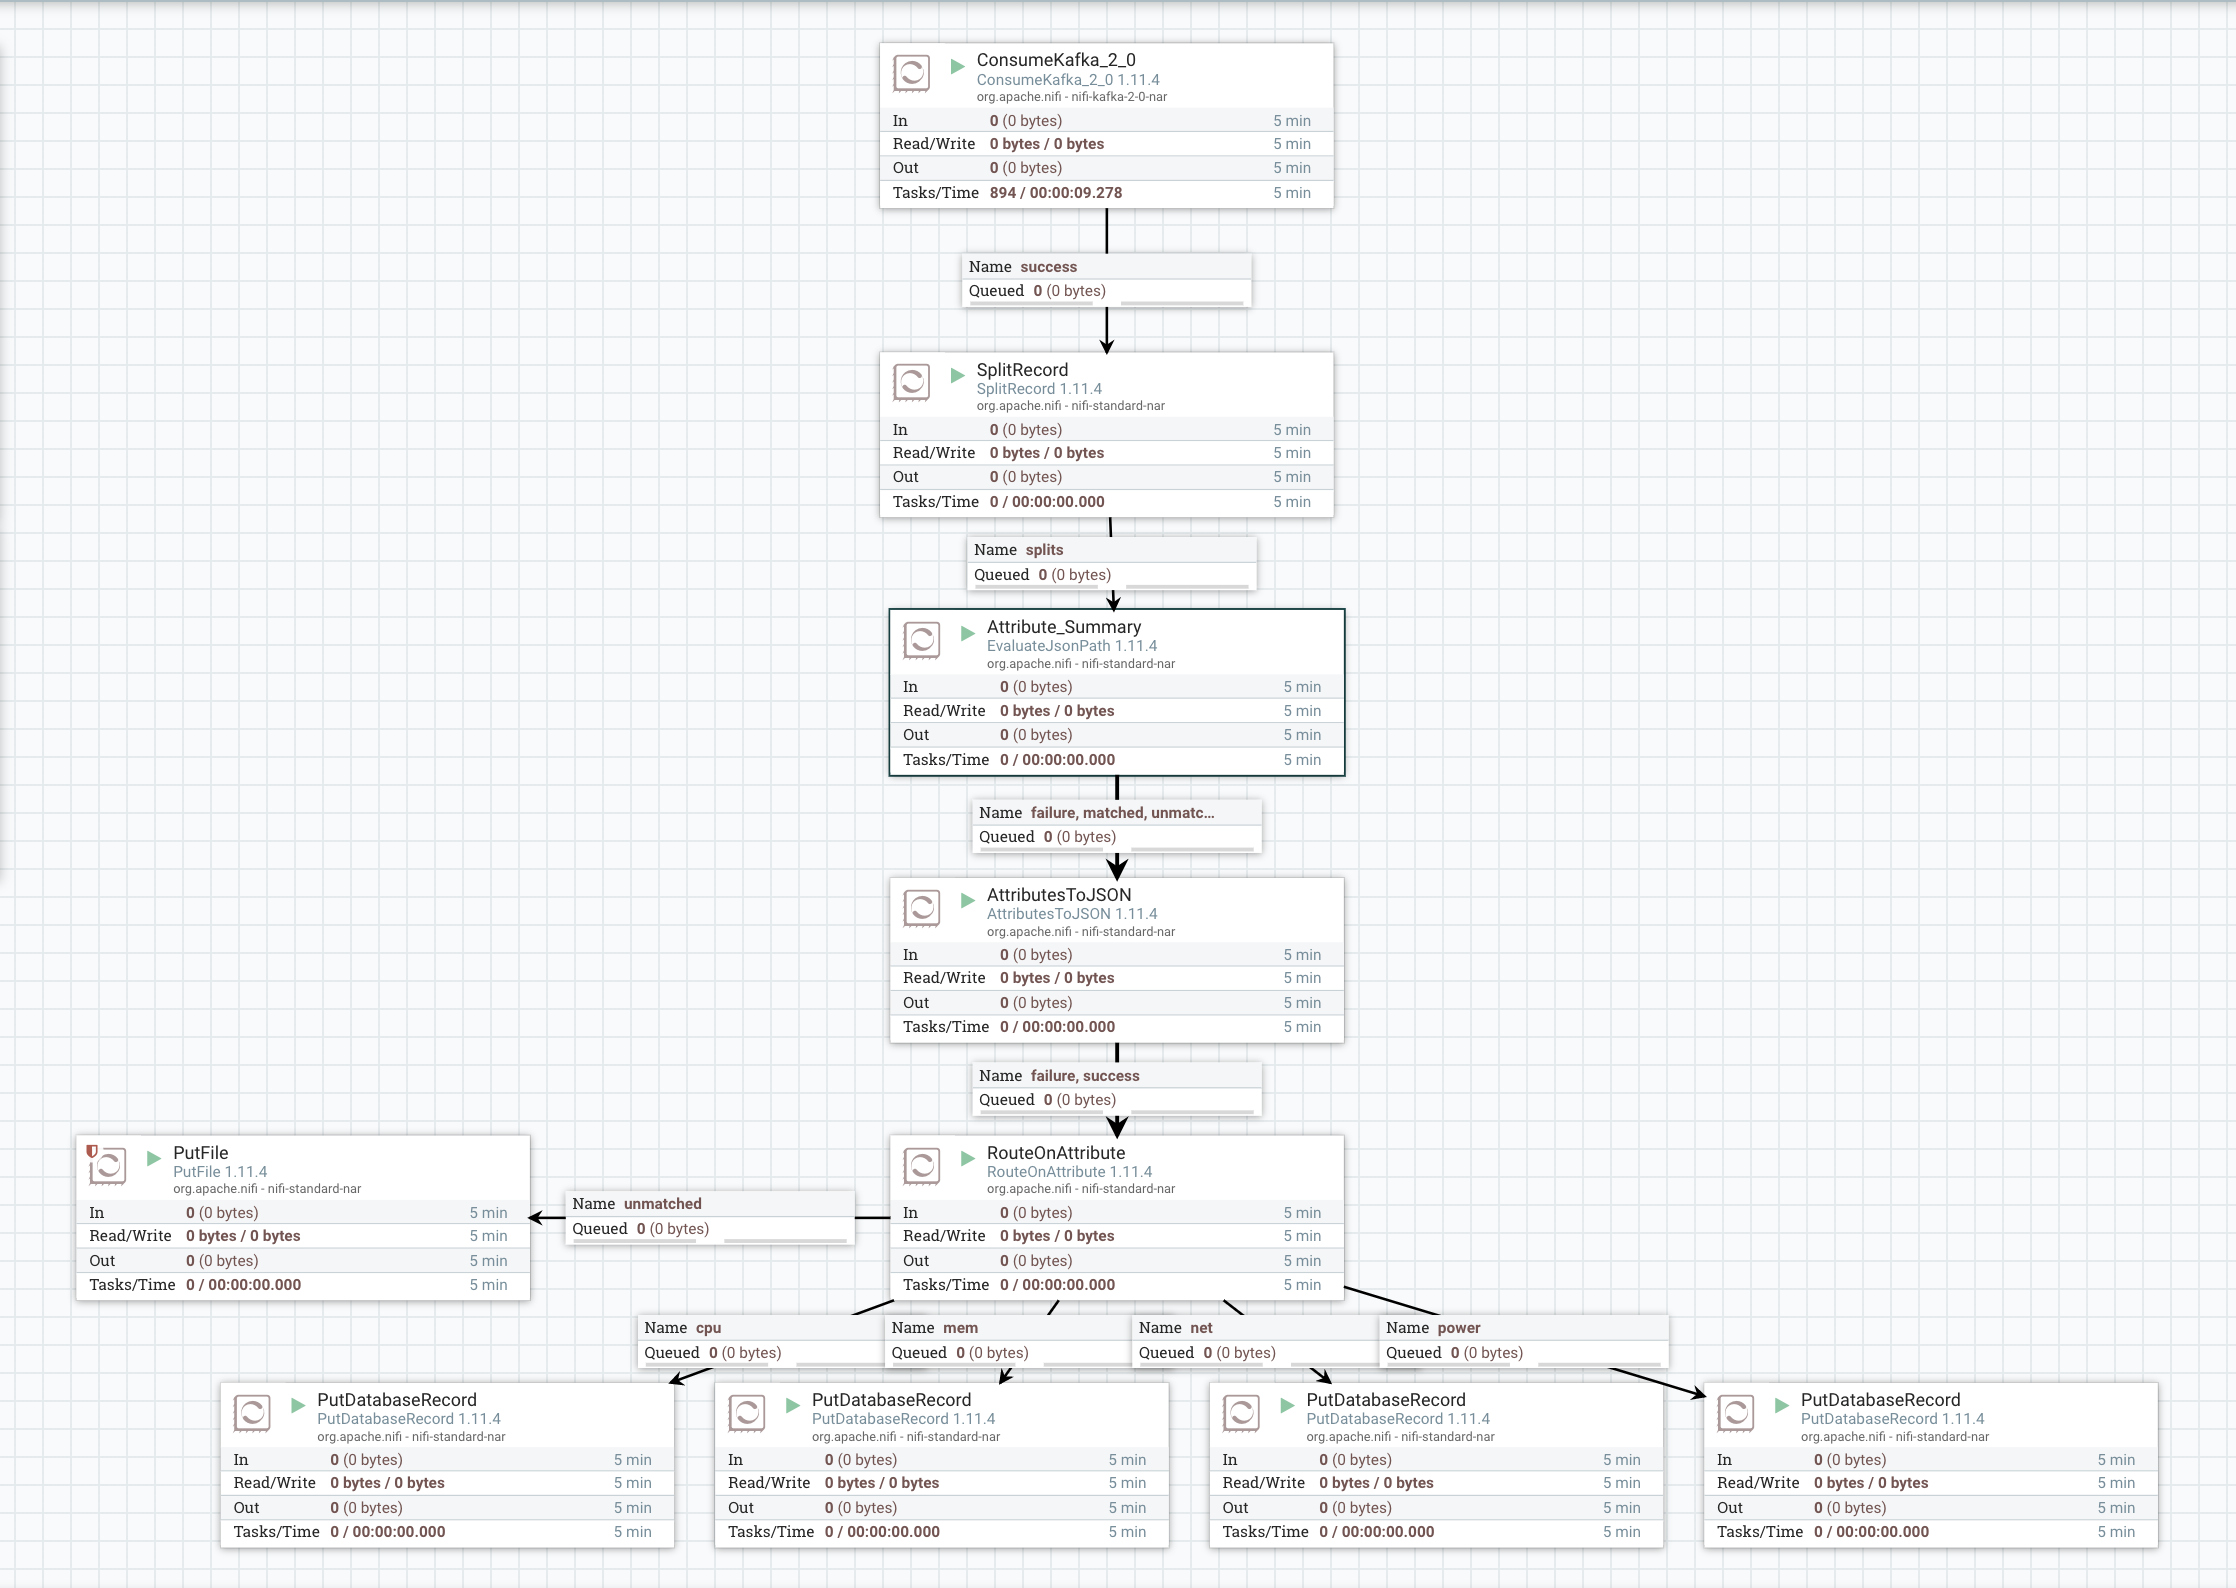 ConsumeKafka_2_0
ConsumeKafka_2_0 1.11.4
org.apache.nifi - nifi-kafka-2-0-nar
In 0 (0 bytes) 5 min
Read/Write 0 bytes / 0 bytes 5 min
Out 0 (0 bytes) 5 min
Tasks/Time 894 / 00:00:09.278 5 min
Name success
Queued 0 (0 bytes)
SplitRecord
SplitRecord 1.11.4
org.apache.nifi - nifi-standard-nar
In 0 (0 bytes) 5 min
Read/Write 0 bytes / 0 bytes 5 min
Out 0 (0 bytes) 5 min
Tasks/Time 0 / 00:00:00.000 5 min
Name splits
Queued 0 (0 bytes)
Attribute_Summary
EvaluateJsonPath 1.11.4
org.apache.nifi - nifi-standard-nar
In 0 (0 bytes) 5 min
Read/Write 0 bytes / 0 bytes 5 min
Out 0 (0 bytes) 5 min
Tasks/Time 0 / 00:00:00.000 5 min
Name failure, matched, unmatc...
Queued 0 (0 bytes)
AttributesToJSON
AttributesToJSON 1.11.4
org.apache.nifi - nifi-standard-nar
In 0 (0 bytes) 5 min
Read/Write 0 bytes / 0 bytes 5 min
Out 0 (0 bytes) 5 min
Tasks/Time 0 / 00:00:00.000 5 min
Name failure, success
Queued 0 (0 bytes)
PutFile
PutFile 1.11.4
org.apache.nifi - nifi-standard-nar
In 0 (0 bytes) 5 min
Read/Write 0 bytes / 0 bytes 5 min
Out 0 (0 bytes) 5 min
Tasks/Time 0 / 00:00:00.000 5 min
Name unmatched
Queued 0 (0 bytes)
RouteOnAttribute
RouteOnAttribute 1.11.4
org.apache.nifi - nifi-standard-nar
In 0 (0 bytes) 5 min
Read/Write 0 bytes / 0 bytes 5 min
Out 0 (0 bytes) 5 min
Tasks/Time 0 / 00:00:00.000 5 min
Name cpu
Queued 0 (0 bytes)
Name mem
Queued 0 (0 bytes)
Name net
Queued 0 (0 bytes)
Name power
Queued 0 (0 bytes)
PutDatabaseRecord
PutDatabaseRecord 1.11.4
org.apache.nifi - nifi-standard-nar
In 0 (0 bytes) 5 min
Read/Write 0 bytes / 0 bytes 5 min
Out 0 (0 bytes) 5 min
Tasks/Time 0 / 00:00:00.000 5 min
PutDatabaseRecord
PutDatabaseRecord 1.11.4
org.apache.nifi - nifi-standard-nar
In 0 (0 bytes) 5 min
Read/Write 0 bytes / 0 bytes 5 min
Out 0 (0 bytes) 5 min
Tasks/Time 0 / 00:00:00.000 5 min
PutDatabaseRecord
PutDatabaseRecord 1.11.4
org.apache.nifi - nifi-standard-nar
In 0 (0 bytes) 5 min
Read/Write 0 bytes / 0 bytes 5 min
Out 0 (0 bytes) 5 min
Tasks/Time 0 / 00:00:00.000 5 min
PutDatabaseRecord
PutDatabaseRecord 1.11.4
org.apache.nifi - nifi-standard-nar
In 0 (0 bytes) 5 min
Read/Write 0 bytes / 0 bytes 5 min
Out 0 (0 bytes) 5 min
Tasks/Time 0 / 00:00:00.000 5 min